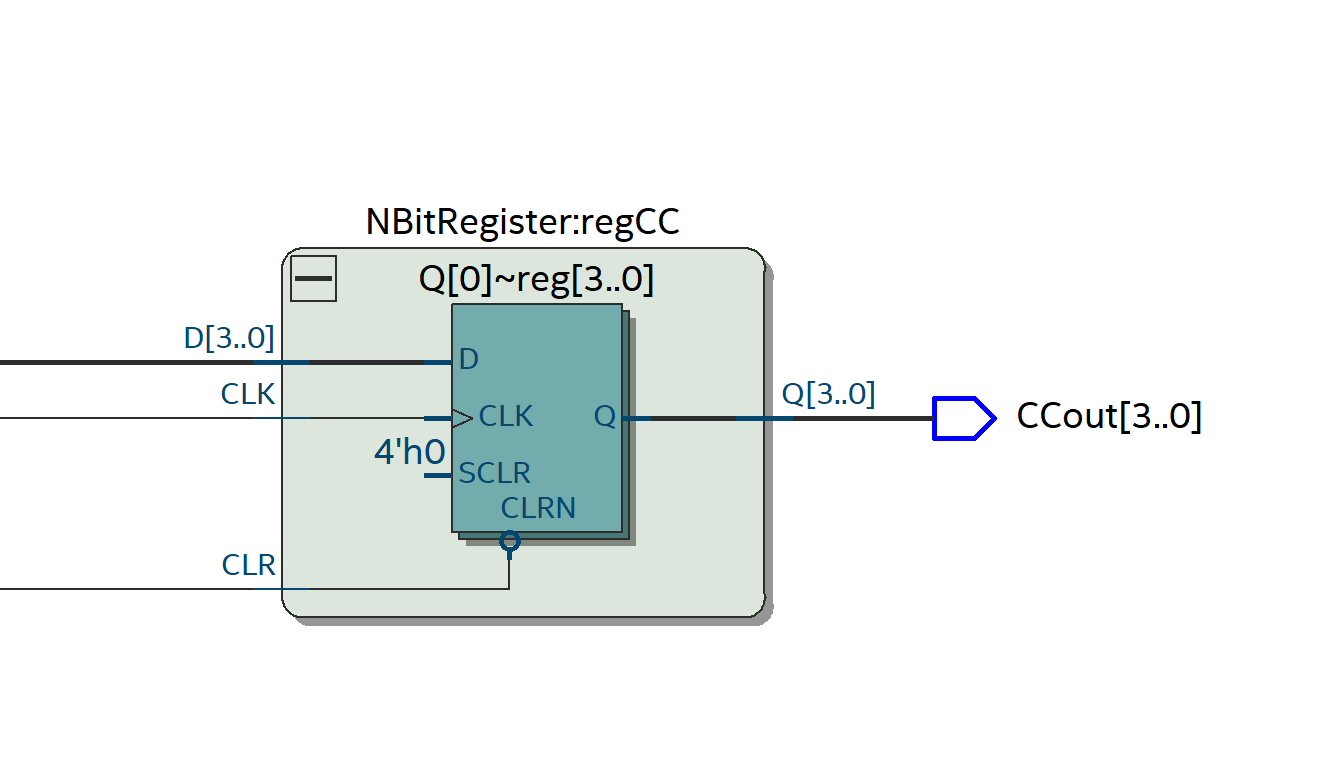 NBitRegister:regCC
Q[0]~reg[3..0]
D[3..0]
D
CLK
CLK
Q
Q[3..0]
CCout[3..0]
4'h0
SCLR
CLRN
CLR